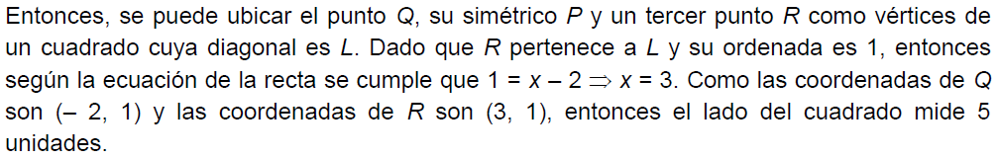 Entonces, se puede ubicar el punto Q, su simétrico P y un tercer punto R como vértices de
un cuadrado cuya diagonal es L. Dado que R pertenece a L y su ordenada es 1, entonces
según la ecuación de la recta se cumple que 1 = x – 2 ⇒ x = 3. Como las coordenadas de Q
son (– 2, 1) y las coordenadas de R son (3, 1), entonces el lado del cuadrado mide 5
unidades.